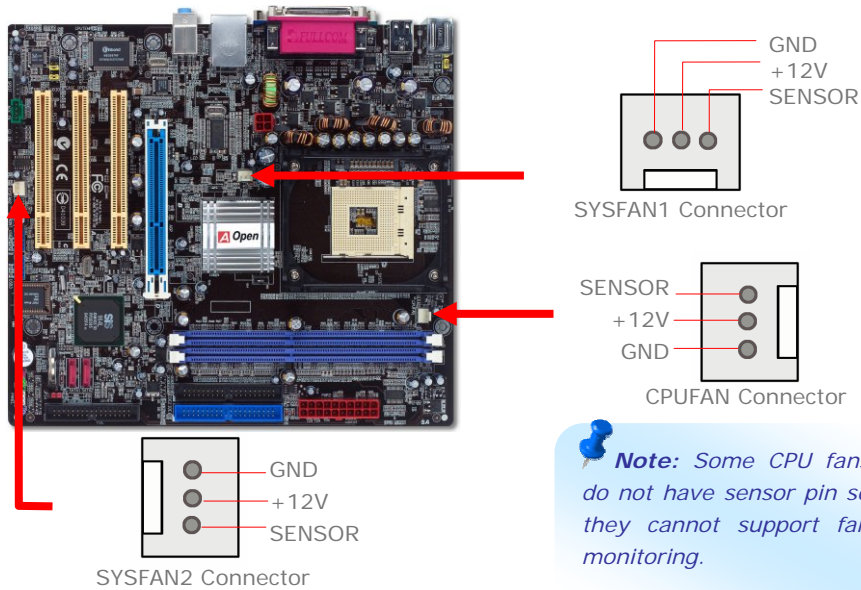 GND
+12V
SENSOR
SYSFAN1 Connector
SENSOR
+12V
GND
CPUFAN Connector
FULLCOM
AOpen
GND
+12V
SENSOR
SYSFAN2 Connector
Note: Some CPU fans
do not have sensor pin so
they cannot support fan
monitoring.